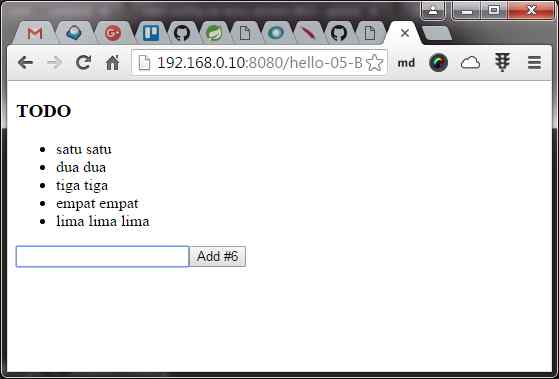 192.168.0.10:8080/hello-05-B
md
TODO
satu satu
dua dua
tiga tiga
empat empat
lima lima lima
Add #6